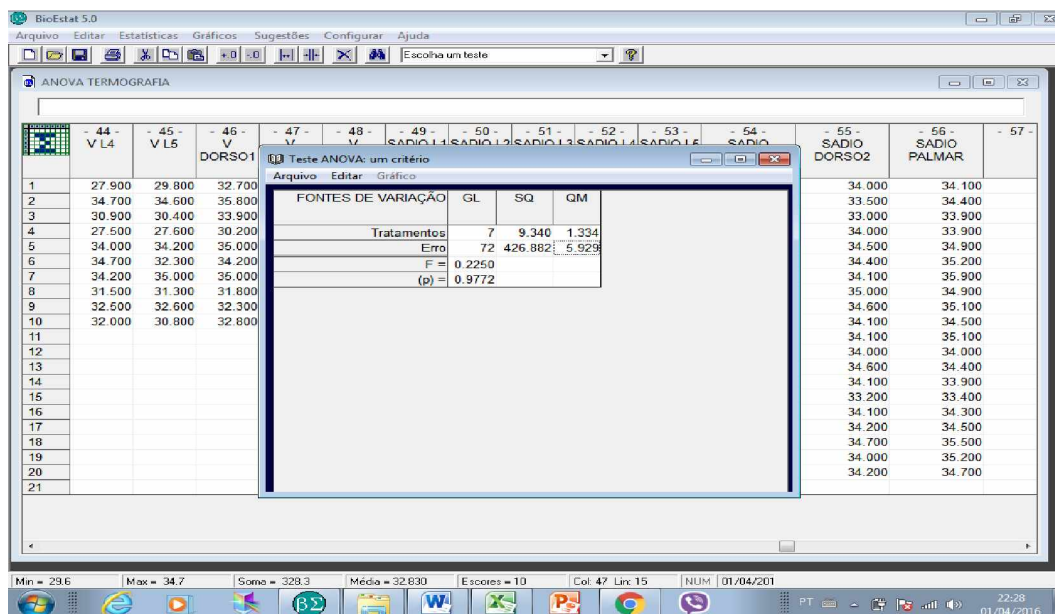 BioEstat 5.0
Arquivo Editar Estatísticas Gráficos Sugestões Configurar Ajuda
Escolha um teste
ANOVA TERMOGRAFIA
- 44 - - 45 - - 46 - - 47 - - 48 - - 49 - - 50 - - 51 - - 52 - - 53 - - 54 - - 55 - - 56 - - 57 -
V L4 V L5 V V V SADIO L1 SADIO L2 SADIO L3 SADIO L4 SADIO L5 SADIO SADIO SADIO
DORSO1 DORSO2 PALMAR
Teste ANOVA: um critério
Arquivo Editar Gráfico
FONTES DE VARIAÇÃO GL SQ QM
Tratamentos 7 9.340 1.334
Erro 72 426.882 5.929
F = 0.2250
(p) = 0.9772
1 27.900 29.800 32.700 34.000 34.100
2 34.700 34.600 35.800 33.500 34.400
3 30.900 30.400 33.900 33.000 33.900
4 27.500 27.600 30.200 34.000 33.900
5 34.000 34.200 35.000 34.500 34.900
6 34.700 32.300 34.200 34.400 35.200
7 34.200 35.000 35.000 34.100 35.900
8 31.500 31.300 31.800 35.000 34.900
9 32.500 32.600 32.300 34.600 35.100
10 32.000 30.800 32.800 34.100 34.500
11 34.100 35.100
12 34.000 34.000
13 34.600 34.400
14 34.100 33.900
15 33.200 33.400
16 34.100 34.300
17 34.200 34.500
18 34.700 35.500
19 34.000 35.200
20 34.200 34.700
21
Min = 29.6 Max = 34.7 Soma = 328.3 Média = 32.830 Escores = 10 Col: 47 Lin: 15 NUM 01/04/201
PT 22:28
01/04/2016